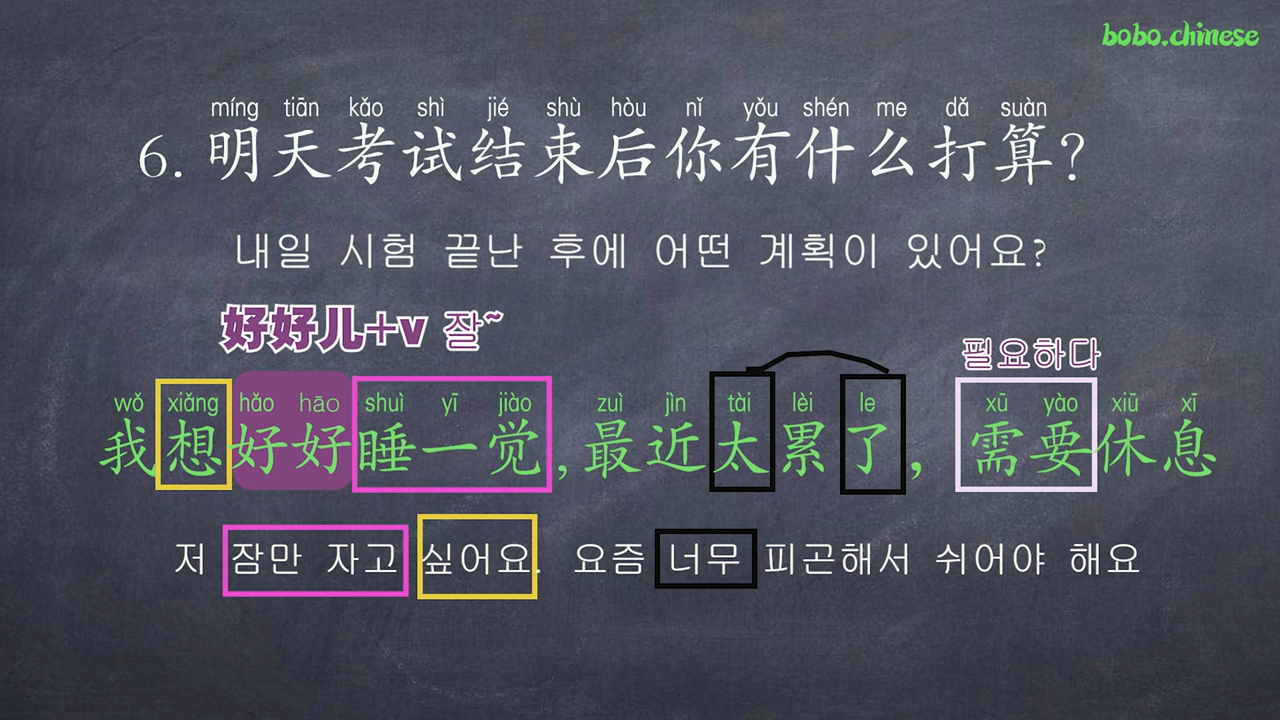 bobo.chinese
míng tiān kǎo shì jié shù hòu nǐ yǒu shén me dǎ suàn
6. 明天考试结束后你有什么打算?
내일 시험 끝난 후에 어떤 계획이 있어요?
好好儿+v 잘~
필요하다
wǒ xiǎng hǎo hāo shuì yī jiào zuì jìn tài lèi le xū yào xiū xī
我想好好睡一觉,最近太累了,需要休息
저 잠만 자고 싶어요. 요즘 너무 피곤해서 쉬어야 해요